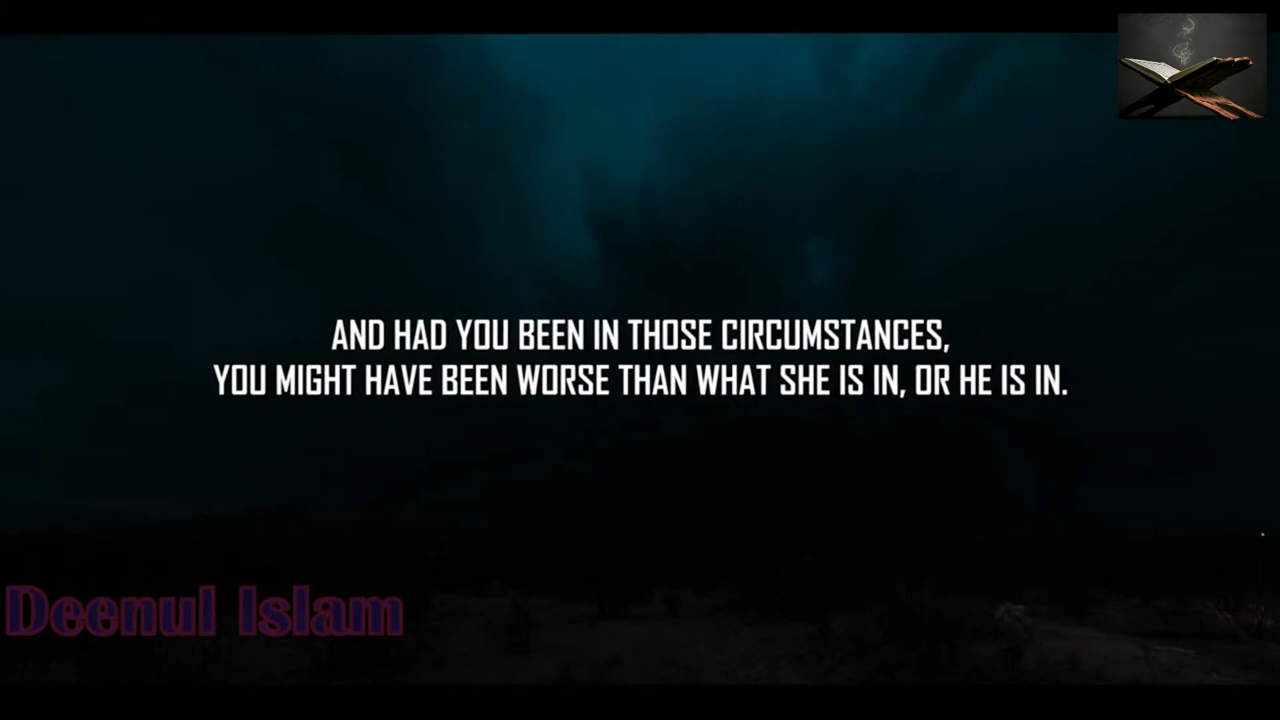 AND HAD YOU BEEN IN THOSE CIRCUMSTANCES,
YOU MIGHT HAVE BEEN WORSE THAN WHAT SHE IS IN, OR HE IS IN.
Deenul Islam